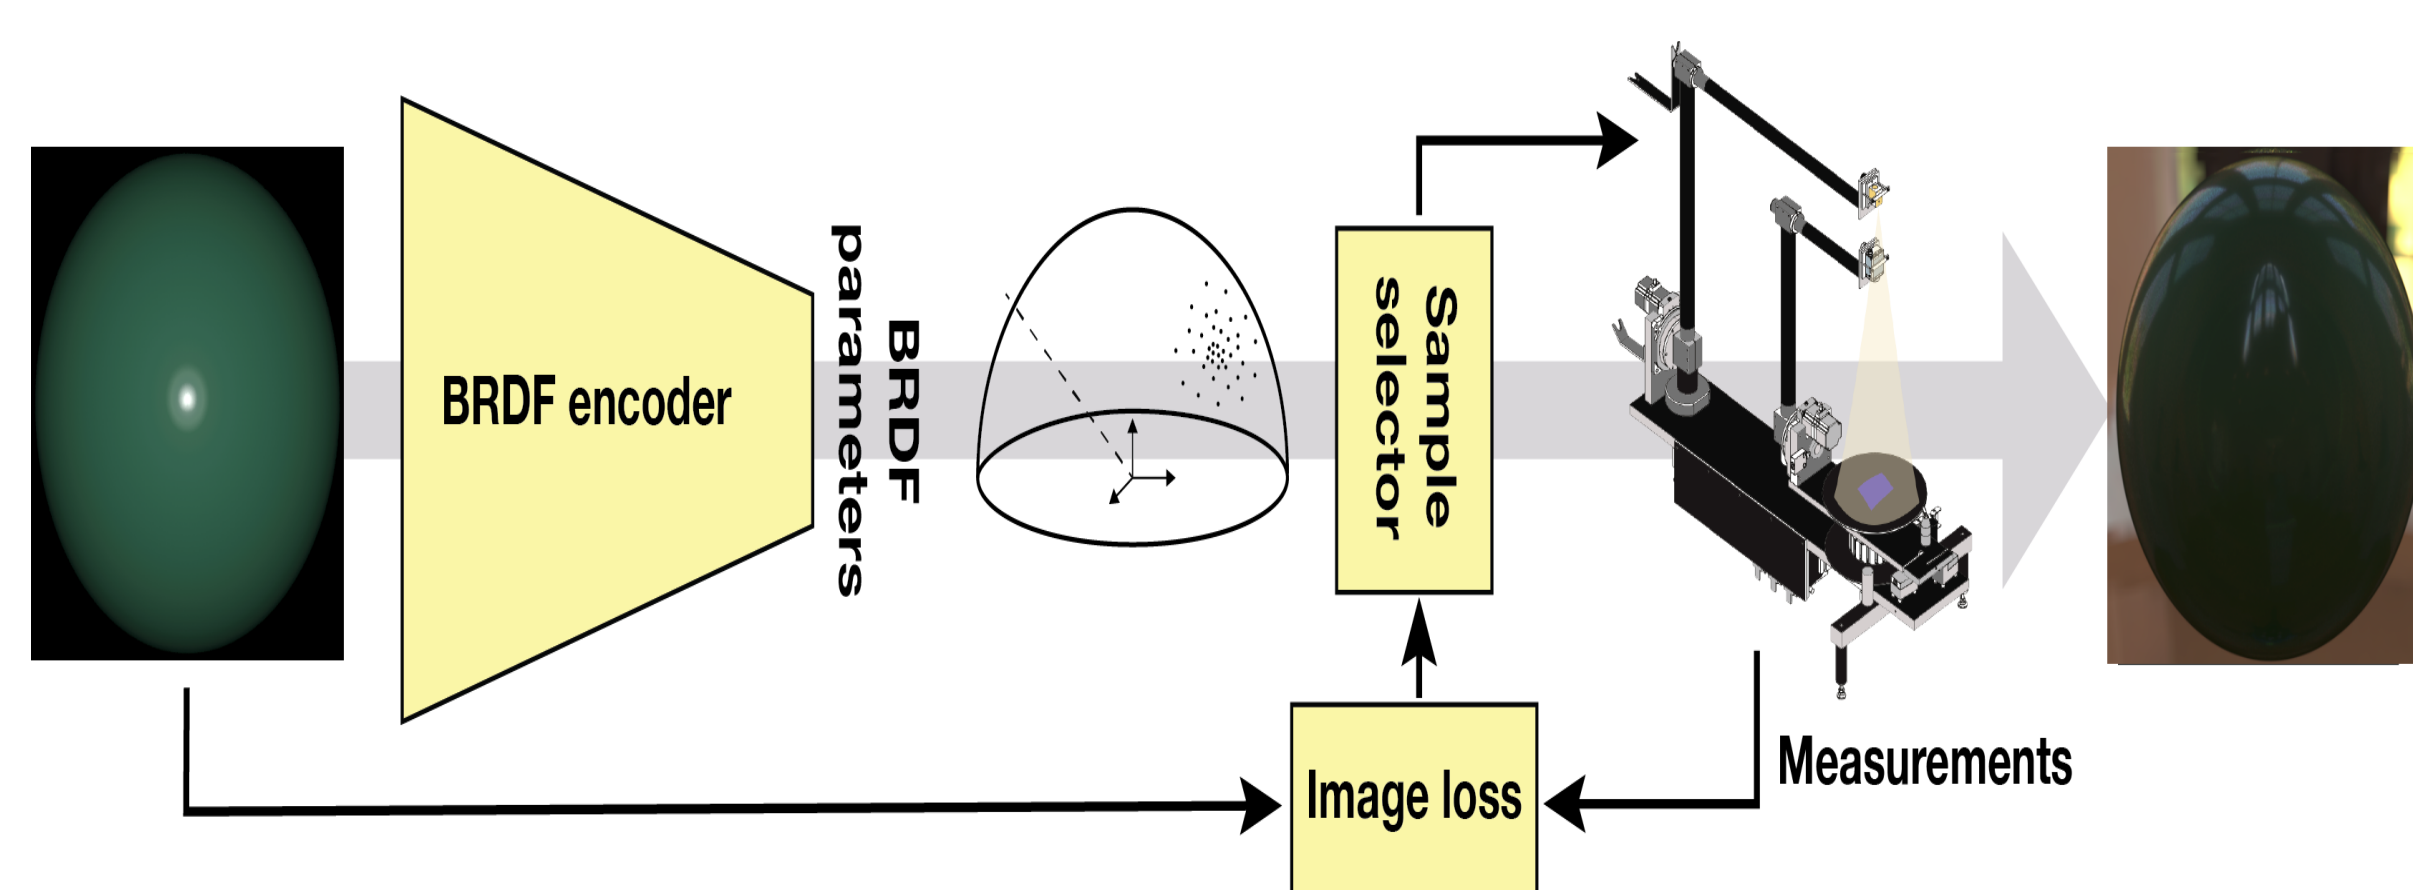 BRDF encoder
BRDF
parameters
Sample
selector
Image loss
Measurements